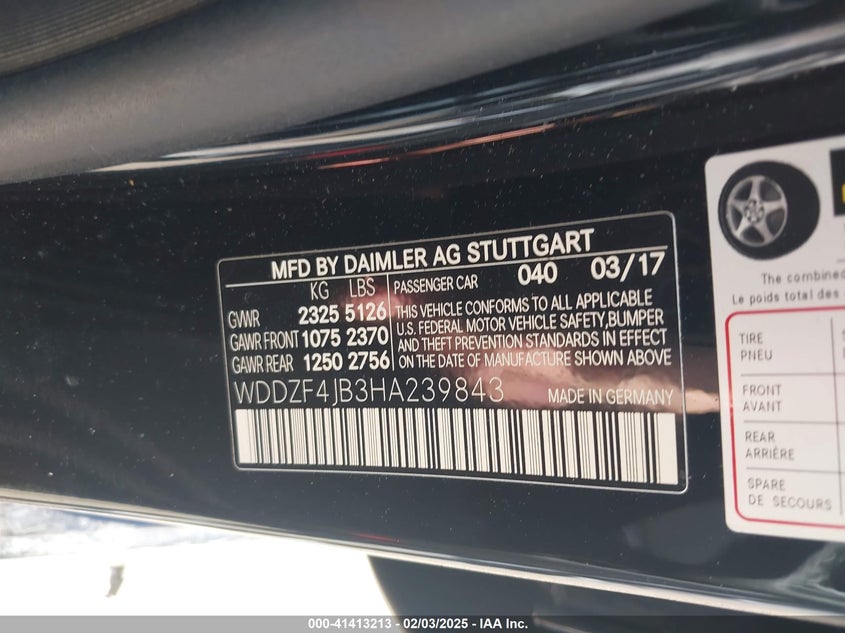 MFD BY DAIMLER AG STUTTGART
KG LBS PASSENGER CAR 040 03/17
GVWR 2325 5126 THIS VEHICLE CONFORMS TO ALL APPLICABLE
GAWR FRONT 1075 2370 U.S. FEDERAL MOTOR VEHICLE SAFETY,BUMPER
GAWR REAR 1250 2756 AND THEFT PREVENTION STANDARDS IN EFFECT
ON THE DATE OF MANUFACTURE SHOWN ABOVE
WDDZF4JB3HA239843 MADE IN GERMANY
The combined
Le poids total des
TIRE
PNEU
FRONT
AVANT
REAR
ARRIÈRE
SPARE
DE SECOURS
000-41413213 - 02/03/2025 - IAA Inc.